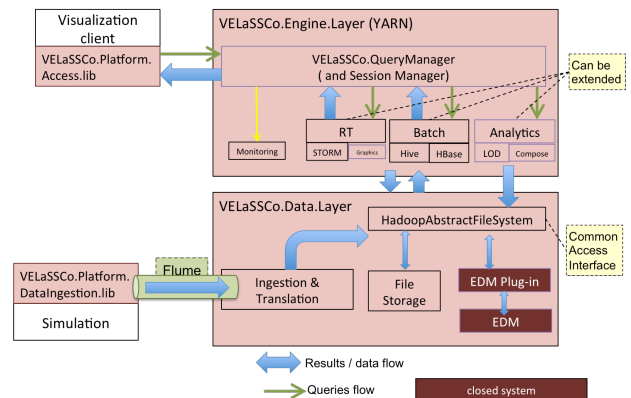 Visualization
client
VELaSSCo.Platform.
Access.lib
VELaSSCo.Engine.Layer (YARN)
VELaSSCo.QueryManager
( and Session Manager)
Can be
extended
Monitoring
RT
STORM
Graphics
Batch
Hive
HBase
Analytics
LOD
Compose
VELaSSCo.Data.Layer
HadoopAbstractFileSystem
Common
Access
Interface
VELaSSCo.Platform.
DataIngestion.lib
Simulation
Flume
Ingestion &
Translation
File
Storage
EDM Plug-in
EDM
Results / data flow
Queries flow
closed system